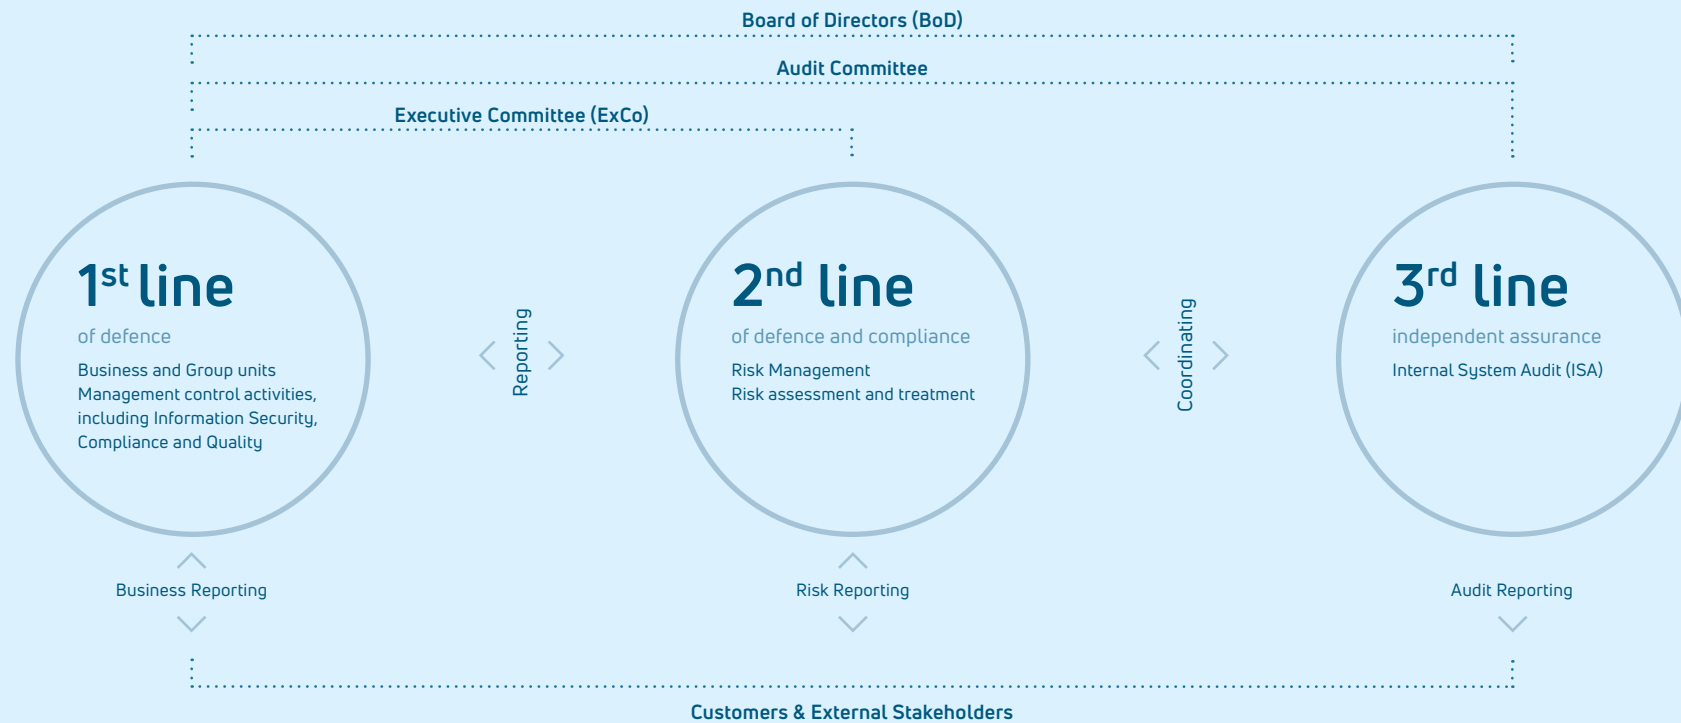 Board of Directors (BoD)
Audit Committee
Executive Committee (ExCo)
1st line
of defence
Business and Group units
Management control activities,
including Information Security,
Compliance and Quality
Reporting
2nd line
of defence and compliance
Risk Management
Risk assessment and treatment
Coordinating
3rd line
independent assurance
Internal System Audit (ISA)
Business Reporting
Risk Reporting
Audit Reporting
Customers & External Stakeholders